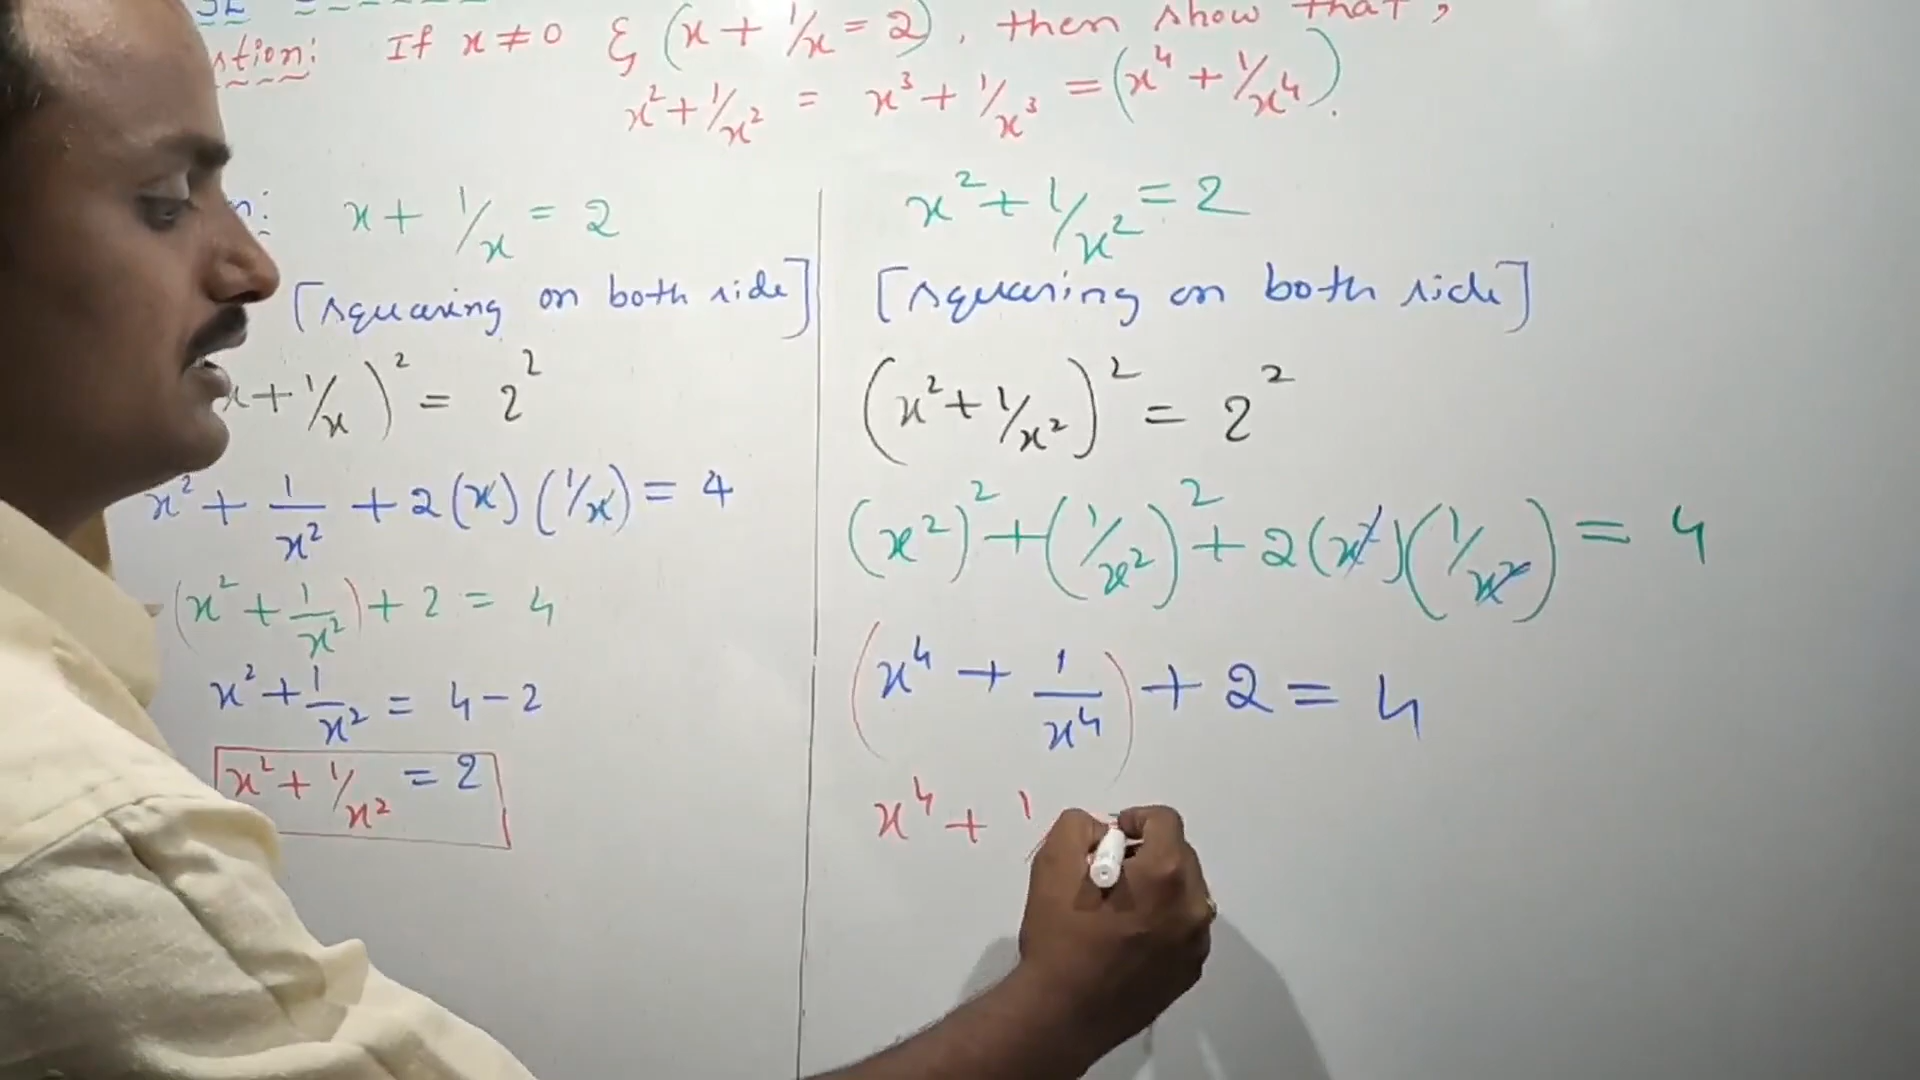 If x ≠ 0 & (x + 1/x = 2), then show that,
x² + 1/x² = x³ + 1/x³ = (x⁴ + 1/x⁴).
x + 1/x = 2
[squaring on both side]
x + 1/x)² = 2²
x² + 1/x² + 2(x)(1/x) = 4
(x² + 1/x²) + 2 = 4
x² + 1/x² = 4 - 2
x² + 1/x² = 2
x² + 1/x² = 2
[squaring on both side]
(x² + 1/x²)² = 2²
(x²)² + (1/x²)² + 2(x²)(1/x²) = 4
(x⁴ + 1/x⁴) + 2 = 4
x⁴ + 1